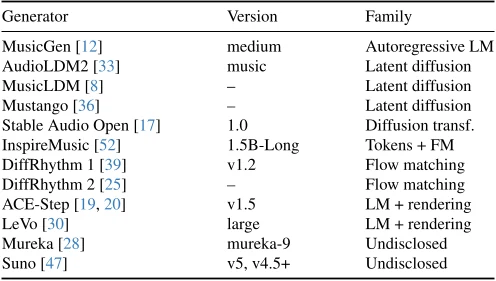 Generator Version Family
MusicGen [12] medium Autoregressive LM
AudioLDM2 [33] music Latent diffusion
MusicLDM [8] – Latent diffusion
Mustango [36] – Latent diffusion
Stable Audio Open [17] 1.0 Diffusion transf.
InspireMusic [52] 1.5B-Long Tokens + FM
DiffRhythm 1 [39] v1.2 Flow matching
DiffRhythm 2 [25] – Flow matching
ACE-Step [19, 20] v1.5 LM + rendering
LeVo [30] large LM + rendering
Mureka [28] mureka-9 Undisclosed
Suno [47] v5, v4.5+ Undisclosed